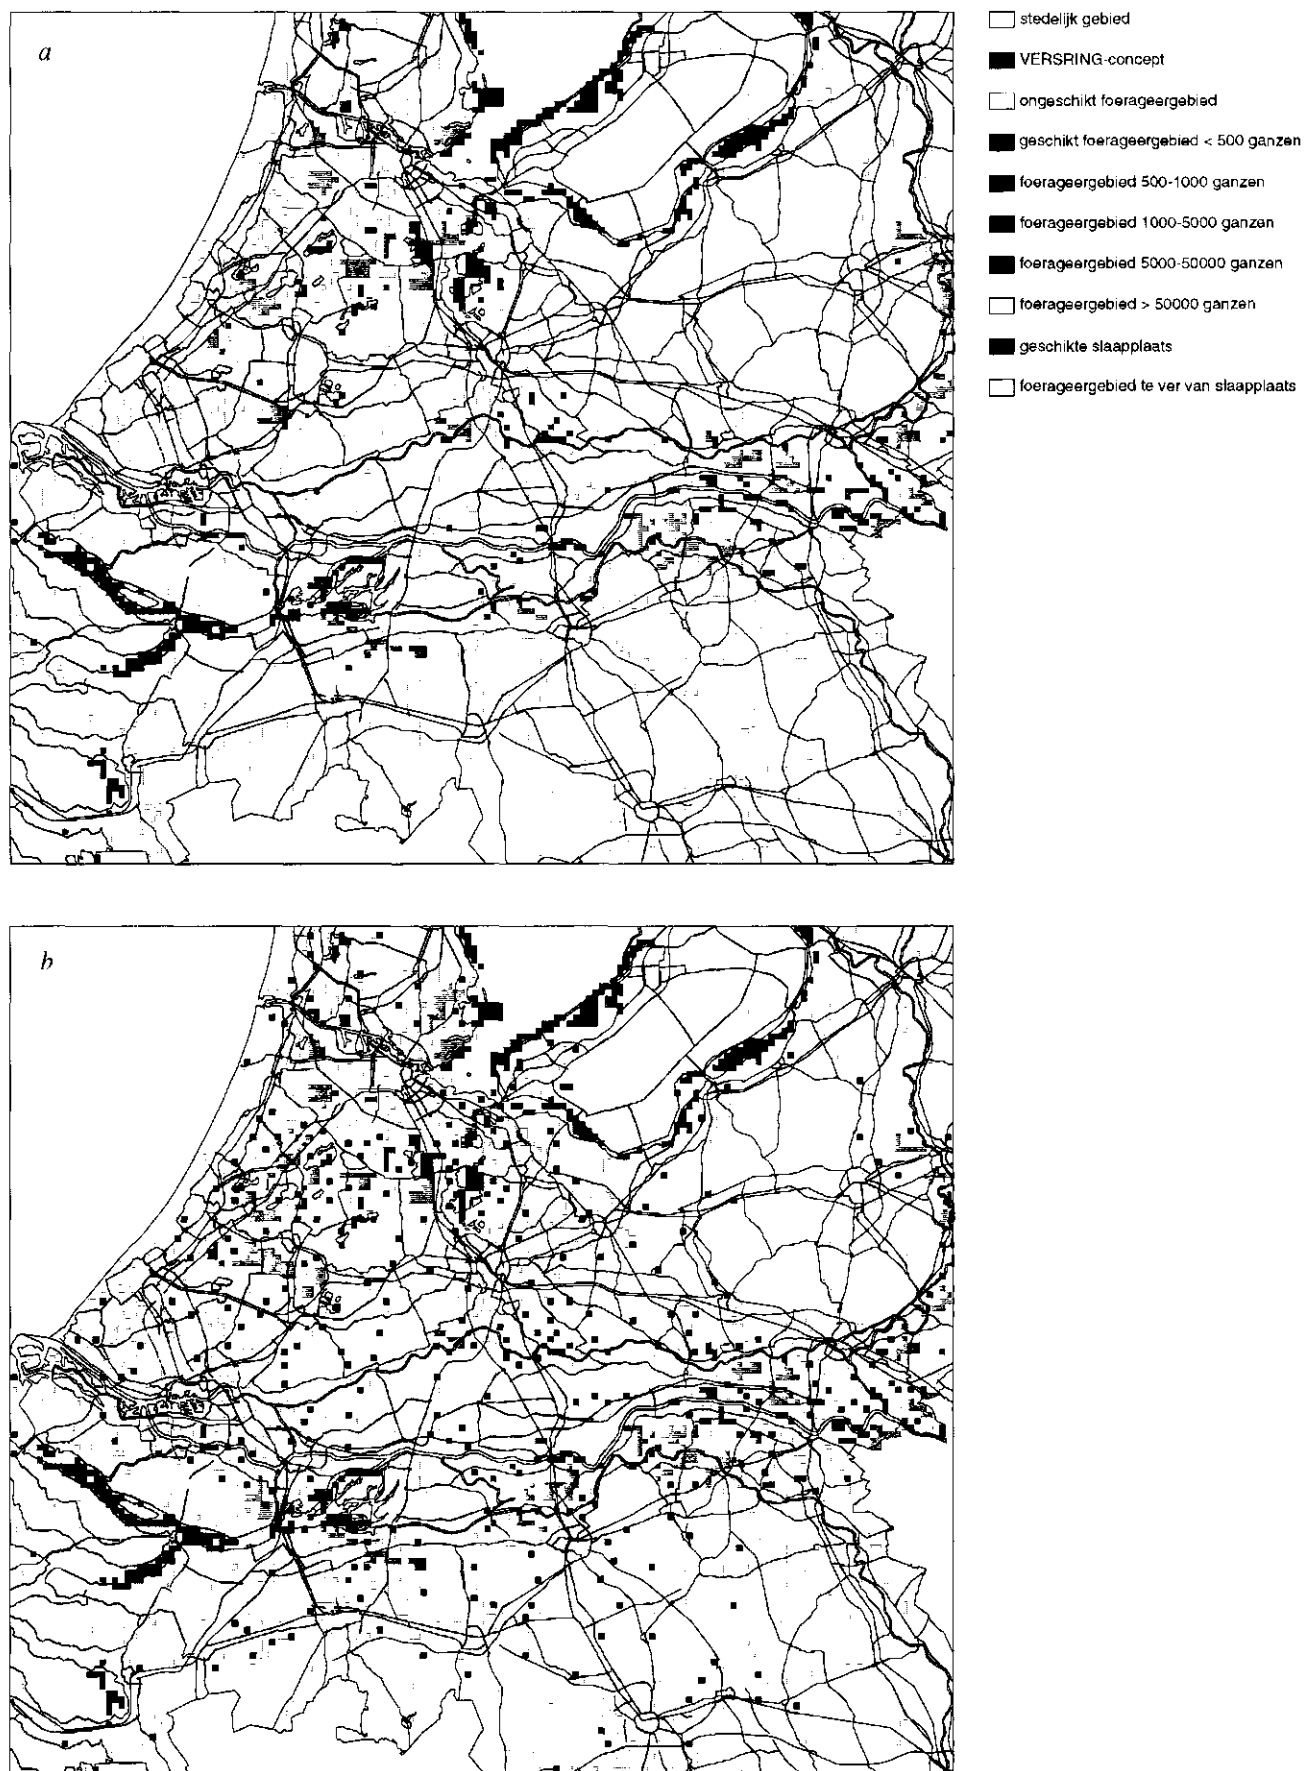 a
stedelijk gebied
VERSRING-concept
ongeschikt foerageergebied
geschikt foerageergebied < 500 ganzen
foerageergebied 500-1000 ganzen
foerageergebied 1000-5000 ganzen
foerageergebied 5000-50000 ganzen
foerageergebied > 50000 ganzen
geschikte slaapplaats
foerageergebied te ver van slaapplaats
b